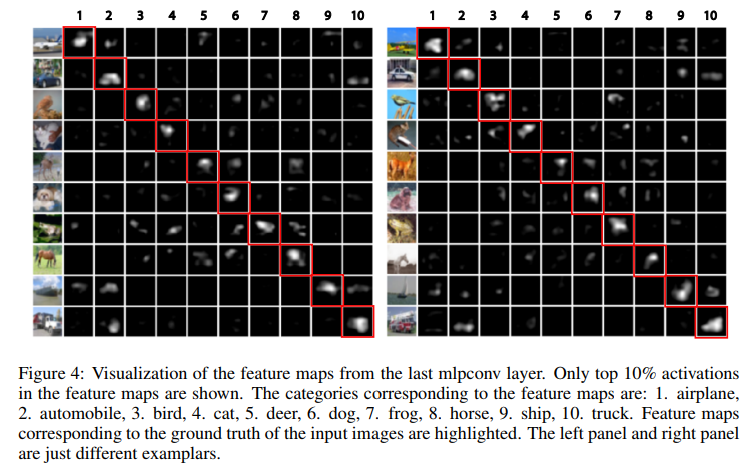 1 2 3 4 5 6 7 8 9 10 1 2 3 4 5 6 7 8 9 10
Figure 4: Visualization of the feature maps from the last mlpconv layer. Only top 10% activations
in the feature maps are shown. The categories corresponding to the feature maps are: 1. airplane,
2. automobile, 3. bird, 4. cat, 5. deer, 6. dog, 7. frog, 8. horse, 9. ship, 10. truck. Feature maps
corresponding to the ground truth of the input images are highlighted. The left panel and right panel
are just different examplars.